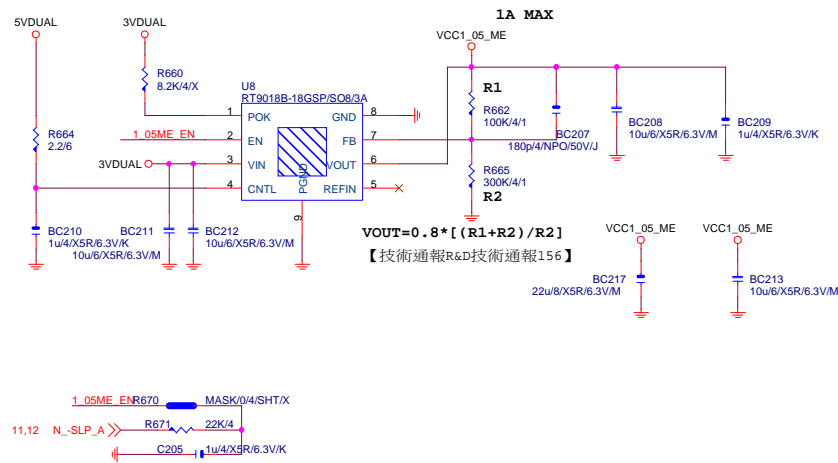 1A MAX
5VDUAL
3VDUAL
VCC1_05_ME
R660
8.2K/4/X
U8
RT9018B-18GSP/SO8/3A
R1
R662
100K/4/1
BC207
180p/4/NPO/50V/J
BC208
10u/6/X5R/6.3V/M
BC209
1u/4/X5R/6.3V/K
R664
2.2/6
1 POK GND 8
1_05ME_EN 2 EN FB 7
3VDUAL 3 VIN VOUT 6
4 CNTL REFIN 5
PGND
9
R665
300K/4/1
R2
BC210
1u/4/X5R/6.3V/K
BC211
10u/6/X5R/6.3V/M
BC212
10u/6/X5R/6.3V/M
VOUT=0.8*[(R1+R2)/R2]
【技術通報R&D技術通報156】
VCC1_05_ME
VCC1_05_ME
BC217
22u/8/X5R/6.3V/M
BC213
10u/6/X5R/6.3V/M
1_05ME_EN R670 MASK/0/4/SHT/X
11,12 N_-SLP_A R671 22K/4
C205 1u/4/X5R/6.3V/K